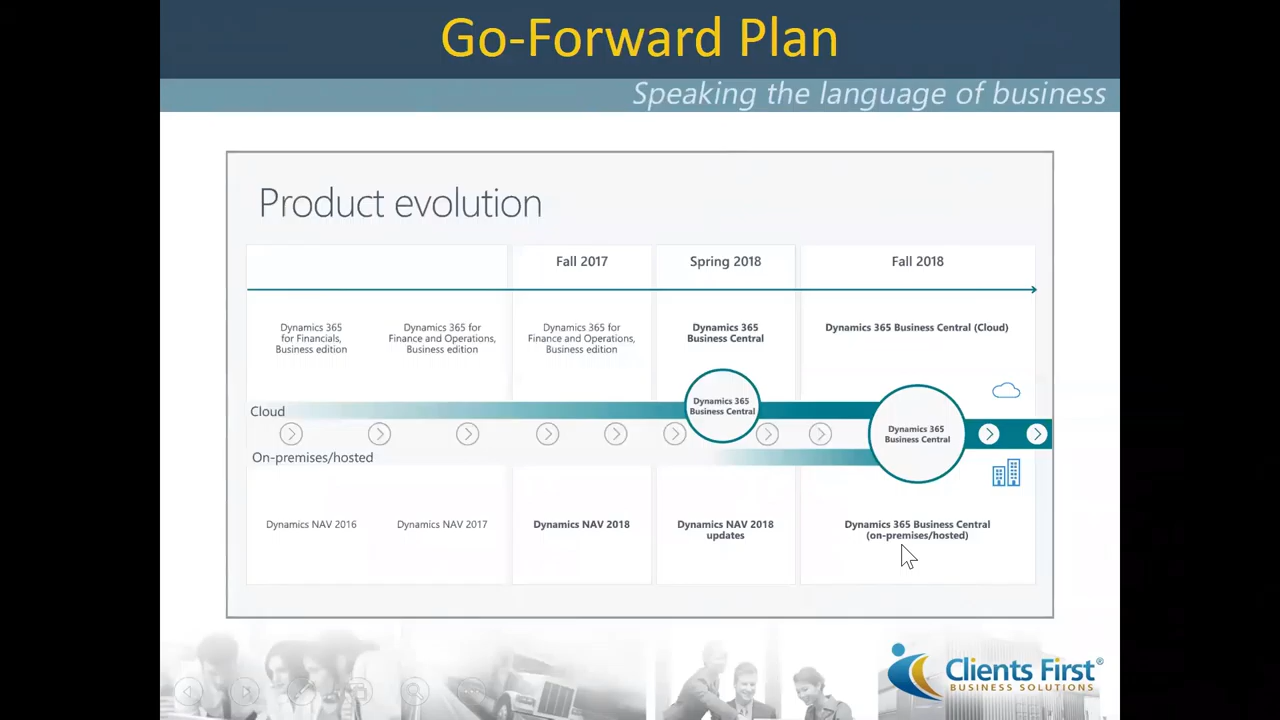 Go-Forward Plan
Speaking the language of business
Product evolution
Fall 2017
Spring 2018
Fall 2018
Dynamics 365
for Financials,
Business edition
Dynamics 365 for
Finance and Operations,
Business edition
Dynamics 365 for
Finance and Operations,
Business edition
Dynamics 365
Business Central
Dynamics 365 Business Central (Cloud)
Cloud
Dynamics 365
Business Central
Dynamics 365
Business Central
On-premises/hosted
Dynamics NAV 2016
Dynamics NAV 2017
Dynamics NAV 2018
Dynamics NAV 2018
updates
Dynamics 365 Business Central
(on-premises/hosted)
Clients First®
BUSINESS SOLUTIONS